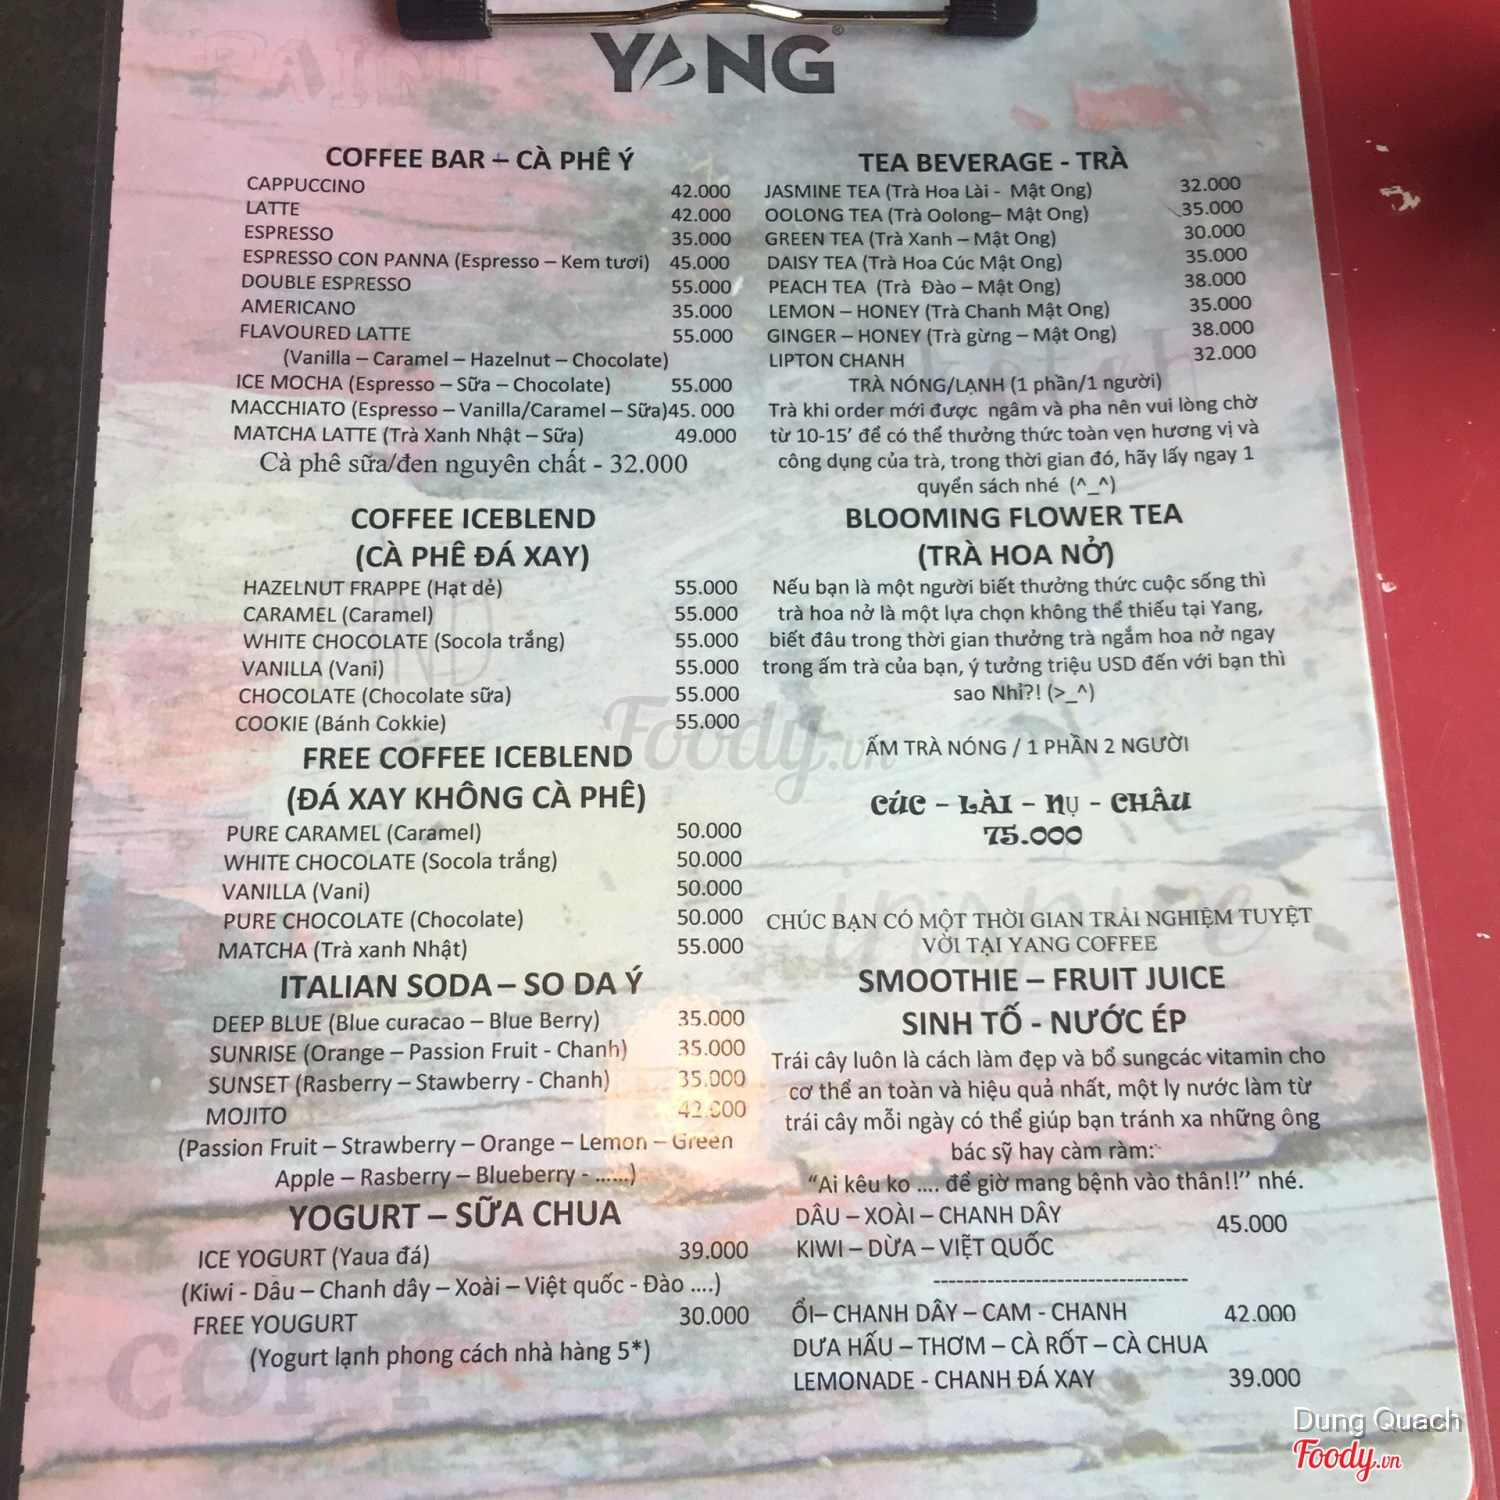 YANG®
COFFEE BAR – CÀ PHÊ Ý
CAPPUCCINO 42.000
LATTE 42.000
ESPRESSO 35.000
ESPRESSO CON PANNA (Espresso – Kem tươi) 45.000
DOUBLE ESPRESSO 55.000
AMERICANO 35.000
FLAVOURED LATTE 55.000
(Vanilla – Caramel – Hazelnut – Chocolate)
ICE MOCHA (Espresso – Sữa – Chocolate) 55.000
MACCHIATO (Espresso – Vanilla/Caramel – Sữa)45. 000
MATCHA LATTE (Trà Xanh Nhật – Sữa) 49.000
Cà phê sữa/đen nguyên chất - 32.000
COFFEE ICEBLEND
(CÀ PHÊ ĐÁ XAY)
HAZELNUT FRAPPE (Hạt dẻ) 55.000
CARAMEL (Caramel) 55.000
WHITE CHOCOLATE (Socola trắng) 55.000
VANILLA (Vani) 55.000
CHOCOLATE (Chocolate sữa) 55.000
COOKIE (Bánh Cokkie) 55.000
FREE COFFEE ICEBLEND
(ĐÁ XAY KHÔNG CÀ PHÊ)
PURE CARAMEL (Caramel) 50.000
WHITE CHOCOLATE (Socola trắng) 50.000
VANILLA (Vani) 50.000
PURE CHOCOLATE (Chocolate) 50.000
MATCHA (Trà xanh Nhật) 55.000
ITALIAN SODA – SO DA Ý
DEEP BLUE (Blue curacao – Blue Berry) 35.000
SUNRISE (Orange – Passion Fruit - Chanh) 35.000
SUNSET (Rasberry – Stawberry - Chanh) 35.000
MOJITO 42.000
(Passion Fruit – Strawberry – Orange – Lemon – Green
Apple – Rasberry – Blueberry - ......)
YOGURT – SỮA CHUA
ICE YOGURT (Yaua đá) 39.000
(Kiwi - Dâu – Chanh dây – Xoài – Việt quốc - Đào ....)
FREE YOUGURT 30.000
(Yogurt lạnh phong cách nhà hàng 5*)
TEA BEVERAGE - TRÀ
JASMINE TEA (Trà Hoa Lài - Mật Ong) 32.000
OOLONG TEA (Trà Oolong– Mật Ong) 35.000
GREEN TEA (Trà Xanh – Mật Ong) 30.000
DAISY TEA (Trà Hoa Cúc Mật Ong) 35.000
PEACH TEA (Trà Đào – Mật Ong) 38.000
LEMON – HONEY (Trà Chanh Mật Ong) 35.000
GINGER – HONEY (Trà gừng – Mật Ong) 38.000
LIPTON CHANH 32.000
TRÀ NÓNG/LẠNH (1 phần/1 người)
Trà khi order mới được ngâm và pha nên vui lòng chờ
từ 10-15’ để có thể thưởng thức toàn vẹn hương vị và
công dụng của trà, trong thời gian đó, hãy lấy ngay 1
quyển sách nhé (^_^)
BLOOMING FLOWER TEA
(TRÀ HOA NỞ)
Nếu bạn là một người biết thưởng thức cuộc sống thì
trà hoa nở là một lựa chọn không thể thiếu tại Yang,
biết đâu trong thời gian thưởng trà ngắm hoa nở ngay
trong ấm trà của bạn, ý tưởng triệu USD đến với bạn thì
sao Nhỉ?! (>_^)
ẤM TRÀ NÓNG / 1 PHẦN 2 NGƯỜI
CÚC - LÀI - NỤ - CHÂU
75.000
CHÚC BẠN CÓ MỘT THỜI GIAN TRẢI NGHIỆM TUYỆT
VỜI TẠI YANG COFFEE
SMOOTHIE – FRUIT JUICE
SINH TỐ - NƯỚC ÉP
Trái cây luôn là cách làm đẹp và bổ sungcác vitamin cho
cơ thể an toàn và hiệu quả nhất, một ly nước làm từ
trái cây mỗi ngày có thể giúp bạn tránh xa những ông
bác sỹ hay càm ràm:
“Ai kêu ko .... để giờ mang bệnh vào thân!!” nhé.
DÂU – XOÀI – CHANH DÂY 45.000
KIWI – DỪA – VIỆT QUỐC
---------------------------------
ỔI– CHANH DÂY – CAM - CHANH 42.000
DƯA HẤU – THƠM – CÀ RỐT – CÀ CHUA
LEMONADE - CHANH ĐÁ XAY 39.000
PAINT
inspire
Foody.vn
Dung Quach
Foody.vn